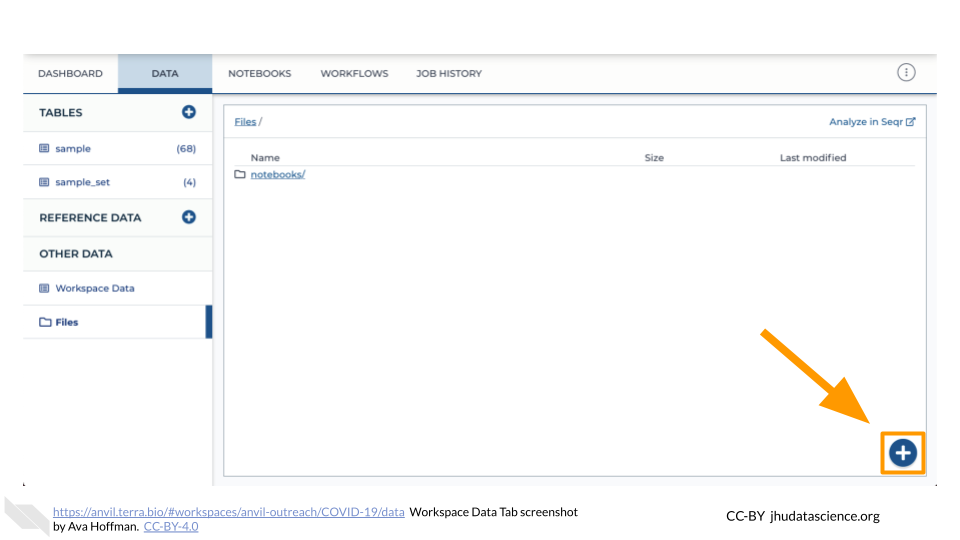 DASHBOARD DATA NOTEBOOKS WORKFLOWS JOB HISTORY
TABLES
sample (68)
sample_set (4)
REFERENCE DATA
OTHER DATA
Workspace Data
Files
Files / Analyze in Seqr
Name Size Last modified
notebooks/
https://anvil.terra.bio/#workspaces/anvil-outreach/COVID-19/data Workspace Data Tab screenshot
by Ava Hoffman. CC-BY-4.0
CC-BY jhudatascience.org